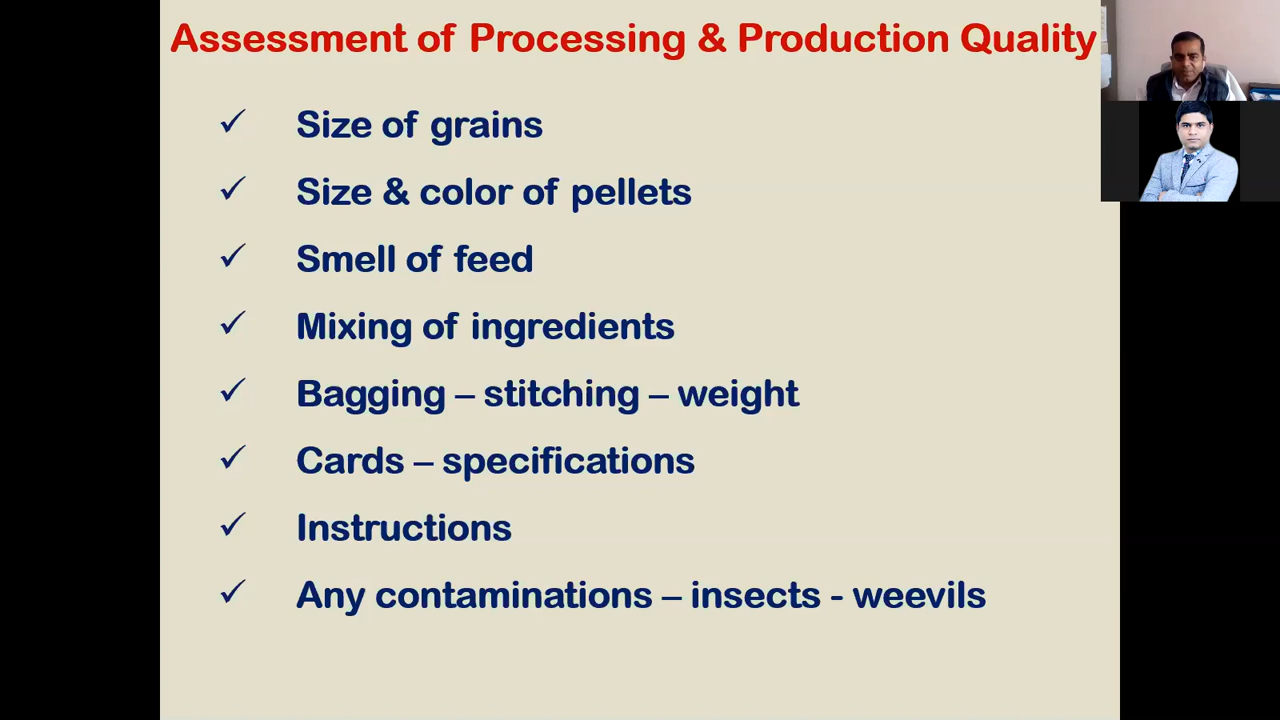 Assessment of Processing & Production Quality
✓ Size of grains
✓ Size & color of pellets
✓ Smell of feed
✓ Mixing of ingredients
✓ Bagging – stitching – weight
✓ Cards – specifications
✓ Instructions
✓ Any contaminations – insects - weevils